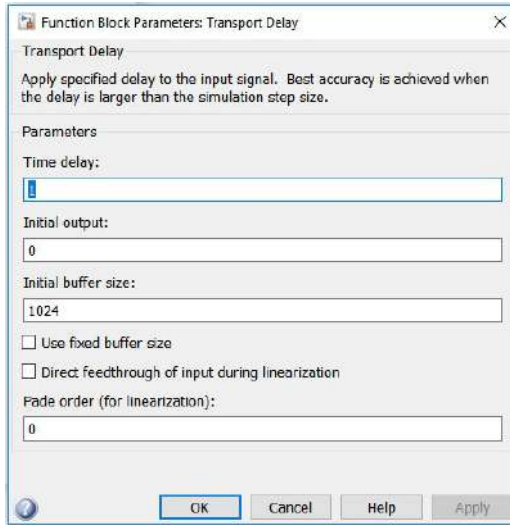 Function Block Parameters: Transport Delay
Transport Delay
Apply specified delay to the input signal. Best accuracy is achieved when
the delay is larger than the simulation step size.
Parameters
Time delay:
1
Initial output:
0
Initial buffer size:
1024
Use fixed buffer size
Direct feedthrough of input during linearization
Pade order (for linearization):
0
OK Cancel Help Apply